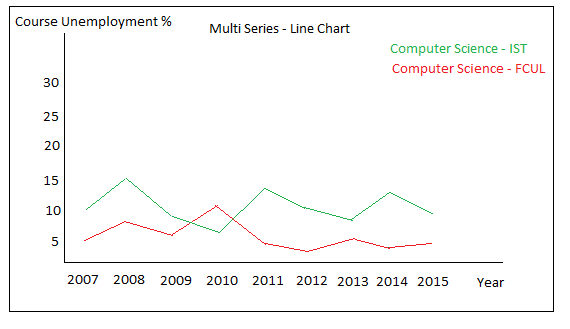 Course Unemployment %
Multi Series - Line Chart
Computer Science - IST
Computer Science - FCUL
30
25
20
15
10
5
2007 2008 2009 2010 2011 2012 2013 2014 2015 Year